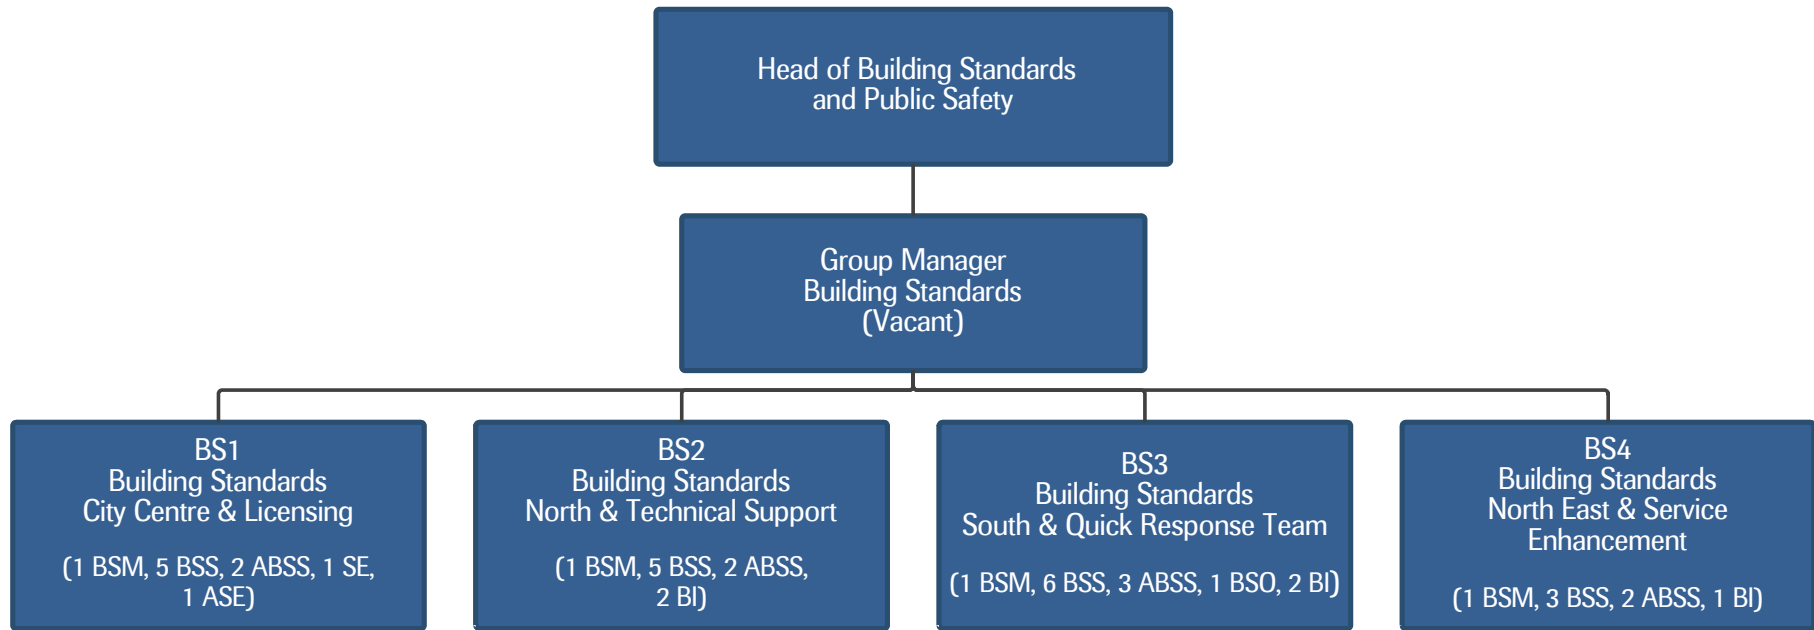 Head of Building Standards
and Public Safety
Group Manager
Building Standards
(Vacant)
BS1
Building Standards
City Centre & Licensing
(1 BSM, 5 BSS, 2 ABSS, 1 SE,
1 ASE)
BS2
Building Standards
North & Technical Support
(1 BSM, 5 BSS, 2 ABSS,
2 BI)
BS3
Building Standards
South & Quick Response Team
(1 BSM, 6 BSS, 3 ABSS, 1 BSO, 2 BI)
BS4
Building Standards
North East & Service
Enhancement
(1 BSM, 3 BSS, 2 ABSS, 1 BI)